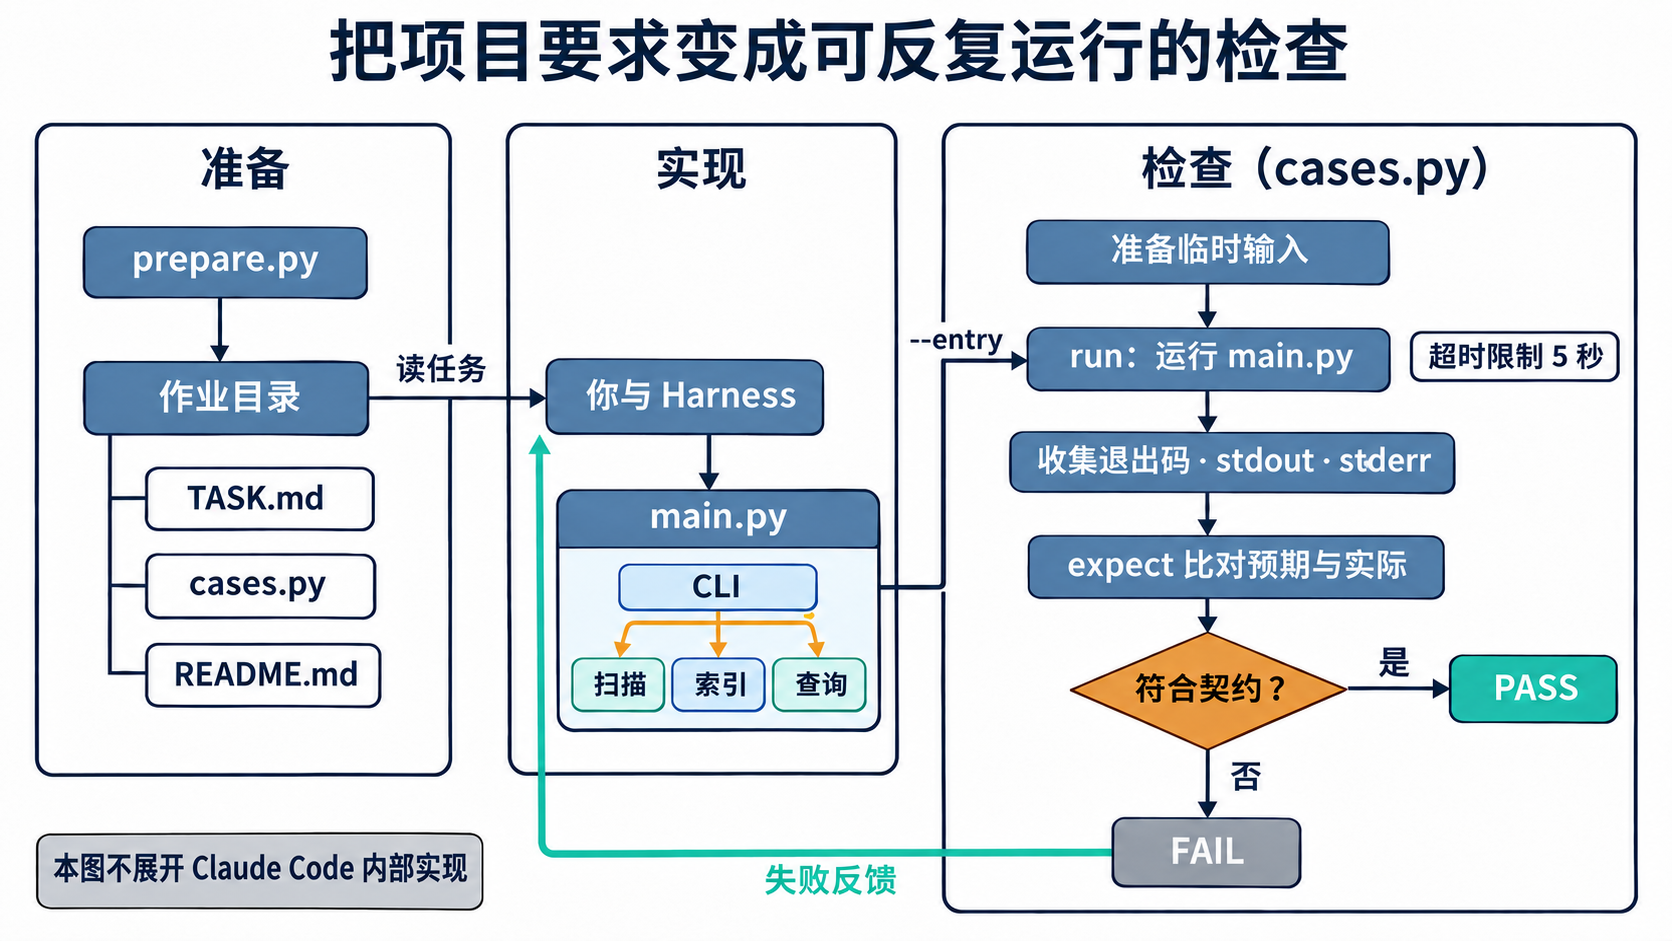 把项目要求变成可反复运行的检查
准备
prepare.py
作业目录
TASK.md
cases.py
README.md
读任务
实现
你与 Harness
main.py
CLI
扫描
索引
查询
--entry
检查（cases.py）
准备临时输入
run：运行 main.py
超时限制 5 秒
收集退出码 · stdout · stderr
expect 比对预期与实际
符合契约？
是
PASS
否
FAIL
失败反馈
本图不展开 Claude Code 内部实现